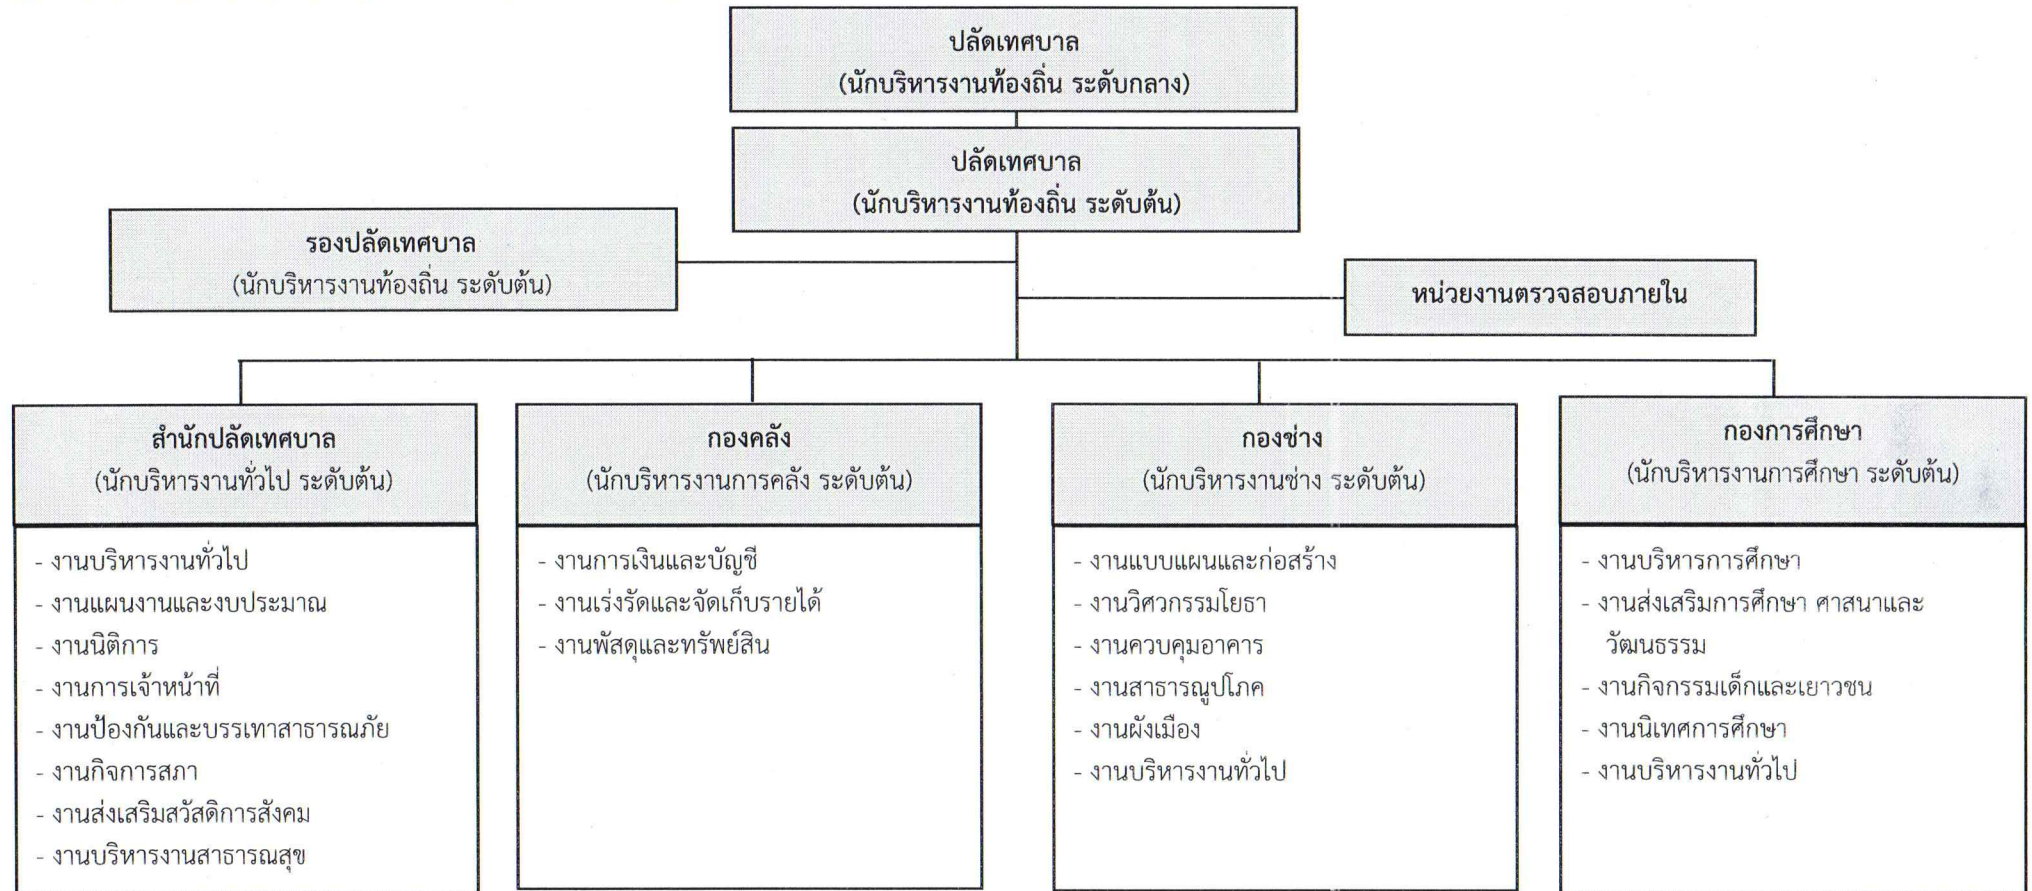 ปลัดเทศบาล
(นักบริหารงานท้องถิ่น ระดับกลาง)
ปลัดเทศบาล
(นักบริหารงานท้องถิ่น ระดับต้น)
รองปลัดเทศบาล
(นักบริหารงานท้องถิ่น ระดับต้น)
หน่วยงานตรวจสอบภายใน
สำนักปลัดเทศบาล
(นักบริหารงานทั่วไป ระดับต้น)
- งานบริหารงานทั่วไป
- งานแผนงานและงบประมาณ
- งานนิติการ
- งานการเจ้าหน้าที่
- งานป้องกันและบรรเทาสาธารณภัย
- งานกิจการสภา
- งานส่งเสริมสวัสดิการสังคม
- งานบริหารงานสาธารณสุข
กองคลัง
(นักบริหารงานการคลัง ระดับต้น)
- งานการเงินและบัญชี
- งานเร่งรัดและจัดเก็บรายได้
- งานพัสดุและทรัพย์สิน
กองช่าง
(นักบริหารงานช่าง ระดับต้น)
- งานแบบแผนและก่อสร้าง
- งานวิศวกรรมโยธา
- งานควบคุมอาคาร
- งานสาธารณูปโภค
- งานผังเมือง
- งานบริหารงานทั่วไป
กองการศึกษา
(นักบริหารงานการศึกษา ระดับต้น)
- งานบริหารการศึกษา
- งานส่งเสริมการศึกษา ศาสนาและ
วัฒนธรรม
- งานกิจกรรมเด็กและเยาวชน
- งานนิเทศการศึกษา
- งานบริหารงานทั่วไป